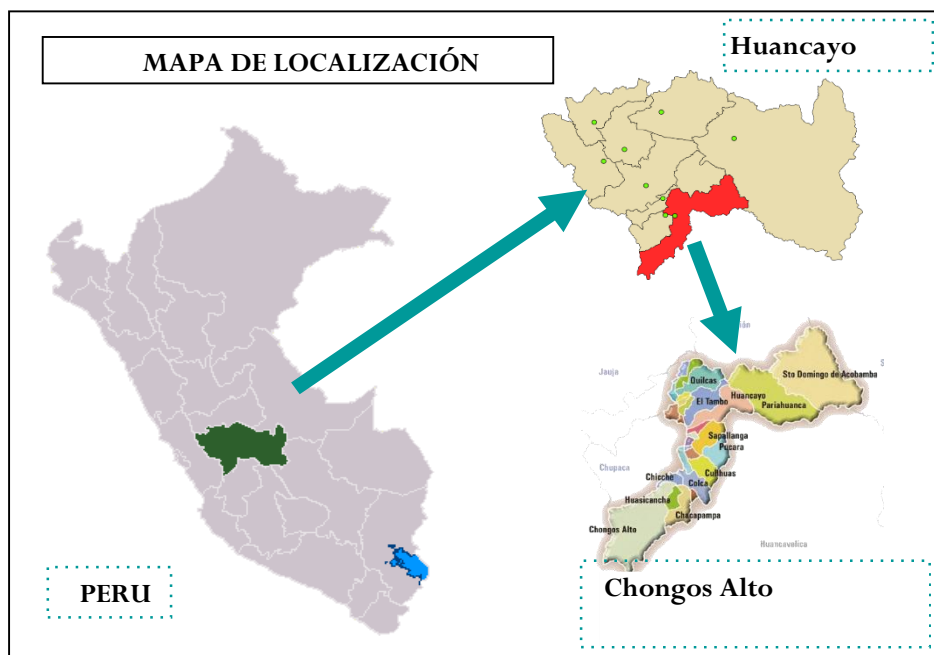 MAPA DE LOCALIZACIÓN
Huancayo
Jauja
Quilcas
El Tambo
Huancayo
Sto Domingo de Acobamba
Pariahuanca
Sapallanga
Pucara
Chupaca
Chicche
Cullhuas
Colca
Huasicancha
Chacapampa
Chongos Alto
Huancavelica
PERU
Chongos Alto